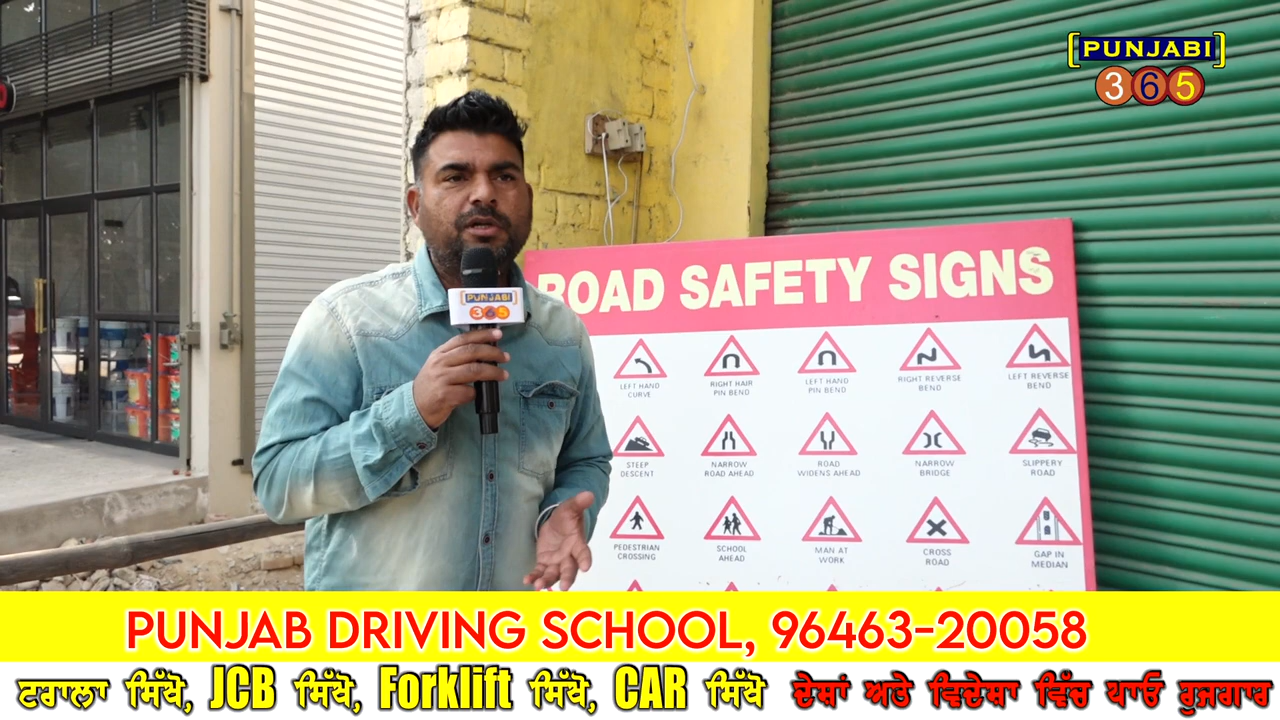 [PUNJABI]
365
[PUNJABI]
365
ROAD SAFETY SIGNS
LEFT HAND CURVE
RIGHT HAIR PIN BEND
LEFT HAND PIN BEND
RIGHT REVERSE BEND
LEFT REVERSE BEND
STEEP DESCENT
NARROW ROAD AHEAD
ROAD WIDENS AHEAD
NARROW BRIDGE
SLIPPERY ROAD
PEDESTRIAN CROSSING
SCHOOL AHEAD
MAN AT WORK
CROSS ROAD
GAP IN MEDIAN
PUNJAB DRIVING SCHOOL, 96463-20058
ਟਰਾਲਾ ਸਿੱਖੋ, JCB ਸਿੱਖੋ, Forklift ਸਿੱਖੋ, CAR ਸਿੱਖੋ ਦੇਸ਼ਾਂ ਅਤੇ ਵਿਦੇਸ਼ਾ ਵਿੱਚ ਪਾਓ ਰੁਜਗਾਰ